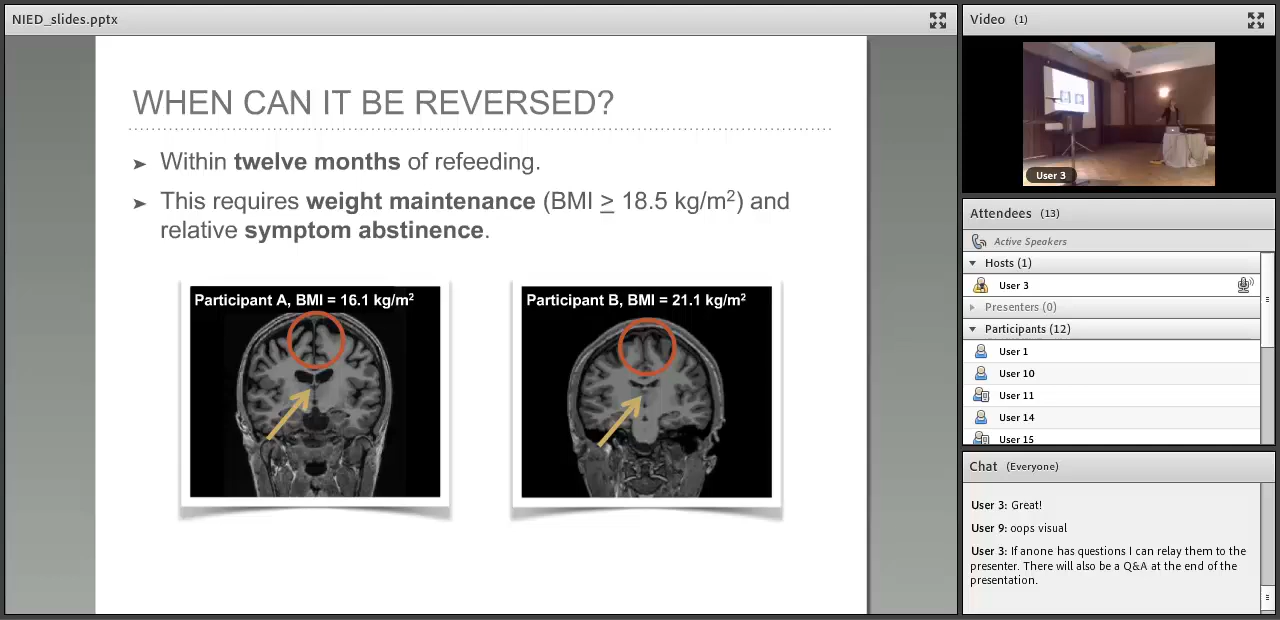 NIED_slides.pptx
WHEN CAN IT BE REVERSED?
➤ Within twelve months of refeeding.
➤ This requires weight maintenance (BMI ≥ 18.5 kg/m²) and
relative symptom abstinence.
Participant A, BMI = 16.1 kg/m²
Participant B, BMI = 21.1 kg/m²
Video (1)
User 3
Attendees (13)
Active Speakers
Hosts (1)
User 3
Presenters (0)
Participants (12)
User 1
User 10
User 11
User 14
User 15
Chat (Everyone)
User 3: Great!
User 9: oops visual
User 3: If anone has questions I can relay them to the
presenter. There will also be a Q&A at the end of the
presentation.